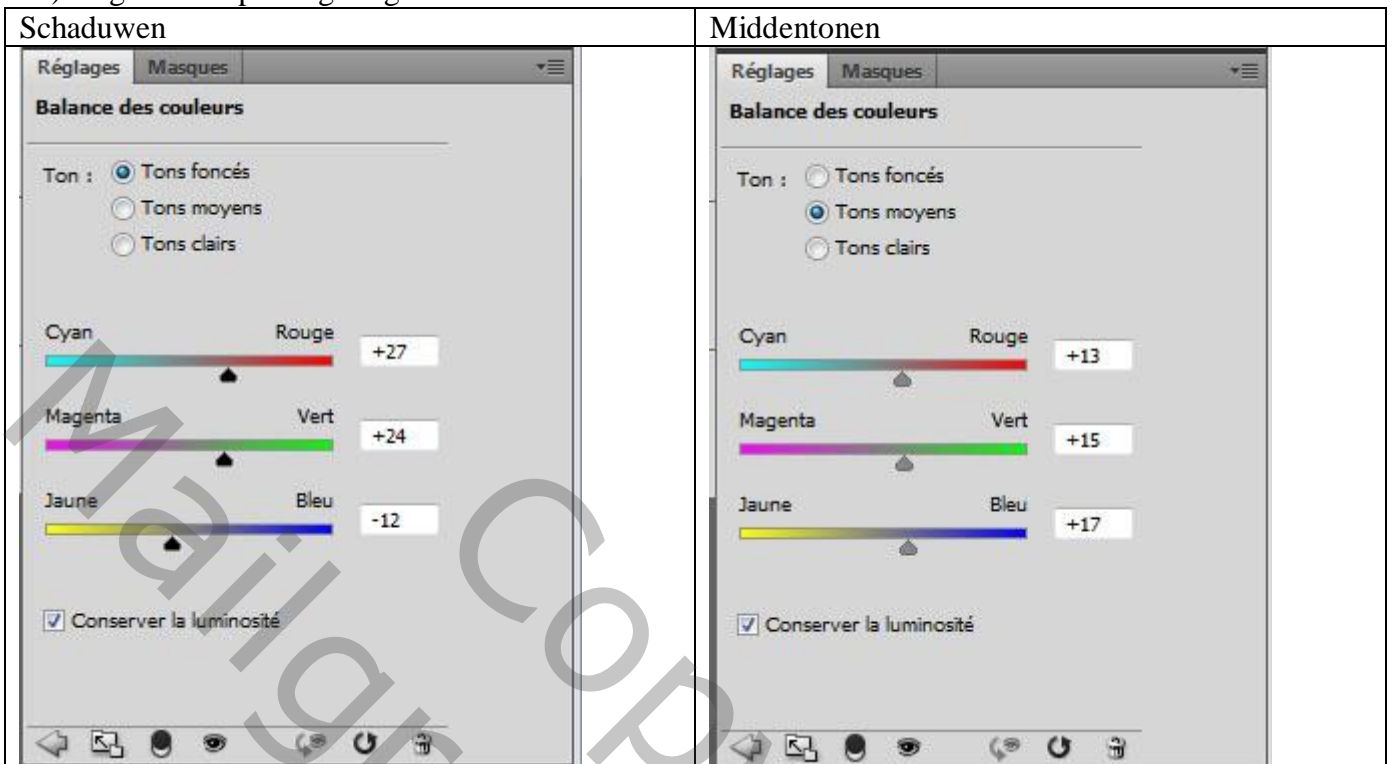 Schaduwen
Réglages Masques
Balance des couleurs
Ton : Tons foncés
Tons moyens
Tons clairs
Cyan Rouge +27
Magenta Vert +24
Jaune Bleu -12
Conserver la luminosité
Middentonen
Réglages Masques
Balance des couleurs
Ton : Tons foncés
Tons moyens
Tons clairs
Cyan Rouge +13
Magenta Vert +15
Jaune Bleu +17
Conserver la luminosité